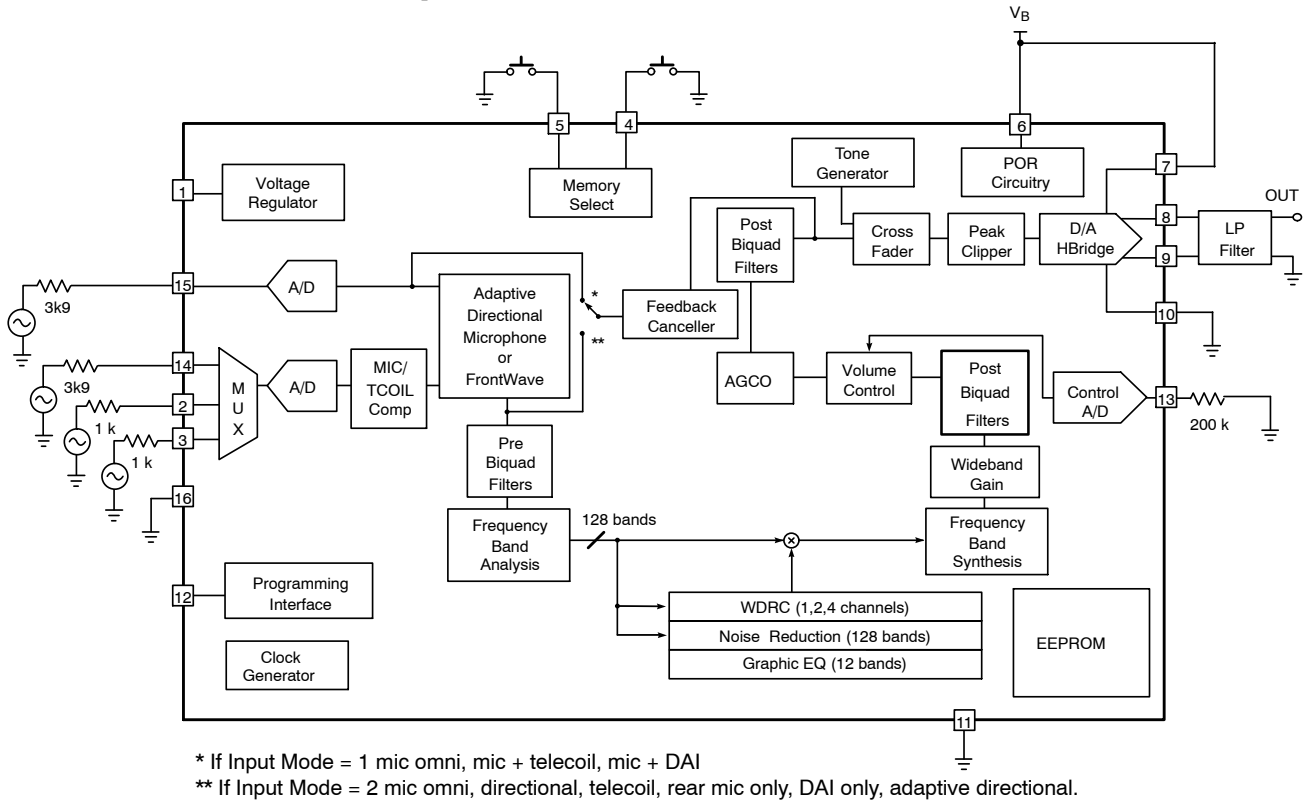 V_B
5
4
6
7
Tone
Generator
POR
Circuitry
1
Voltage
Regulator
Memory
Select
8
OUT
Post
Biquad
Filters
Cross
Fader
Peak
Clipper
D/A
HBridge
LP
Filter
9
15
A/D
3k9
Adaptive
Directional
Microphone
or
FrontWave
*
**
Feedback
Canceller
10
14
3k9
2
1 k
3
1 k
M
U
X
A/D
MIC/
TCOIL
Comp
AGCO
Volume
Control
Post
Biquad
Filters
Control
A/D
13
200 k
Pre
Biquad
Filters
Wideband
Gain
16
Frequency
Band
Analysis
128 bands
Frequency
Band
Synthesis
12
Programming
Interface
WDRC (1,2,4 channels)
Noise Reduction (128 bands)
Graphic EQ (12 bands)
EEPROM
Clock
Generator
11
* If Input Mode = 1 mic omni, mic + telecoil, mic + DAI
** If Input Mode = 2 mic omni, directional, telecoil, rear mic only, DAI only, adaptive directional.